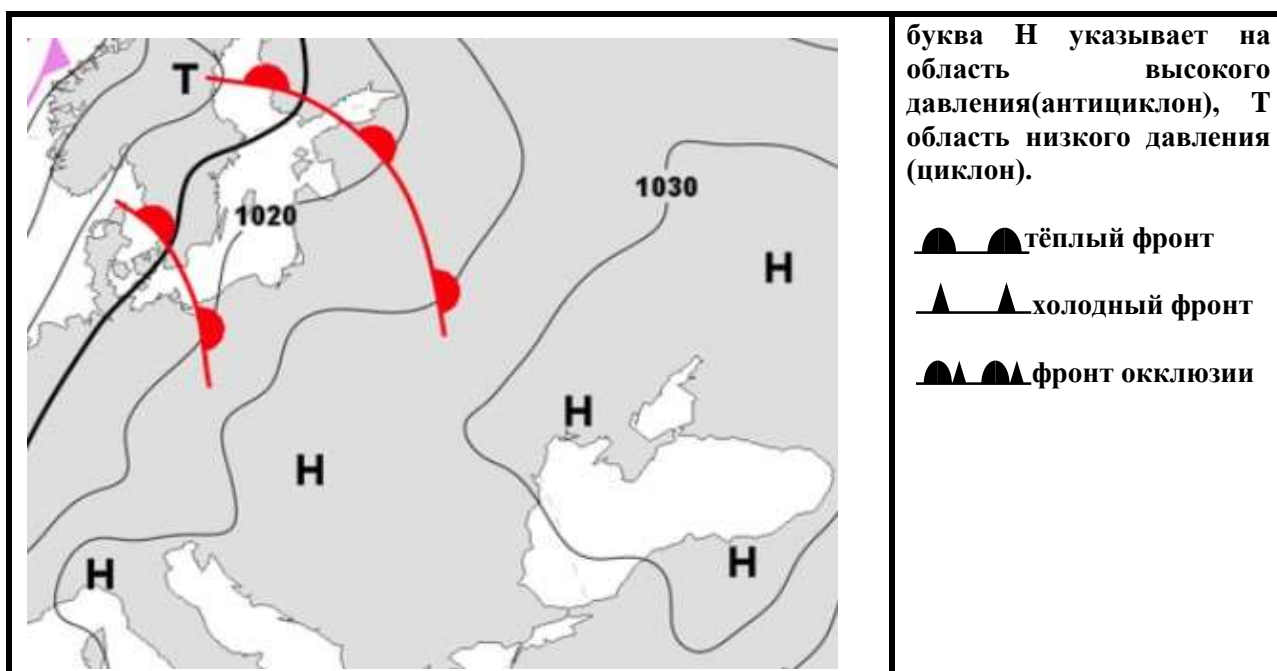 T
1020
1030
H
H
H
H
H
буква Н указывает на
область высокого
давления(антициклон), Т
область низкого давления
(циклон).
тёплый фронт
холодный фронт
фронт окклюзии